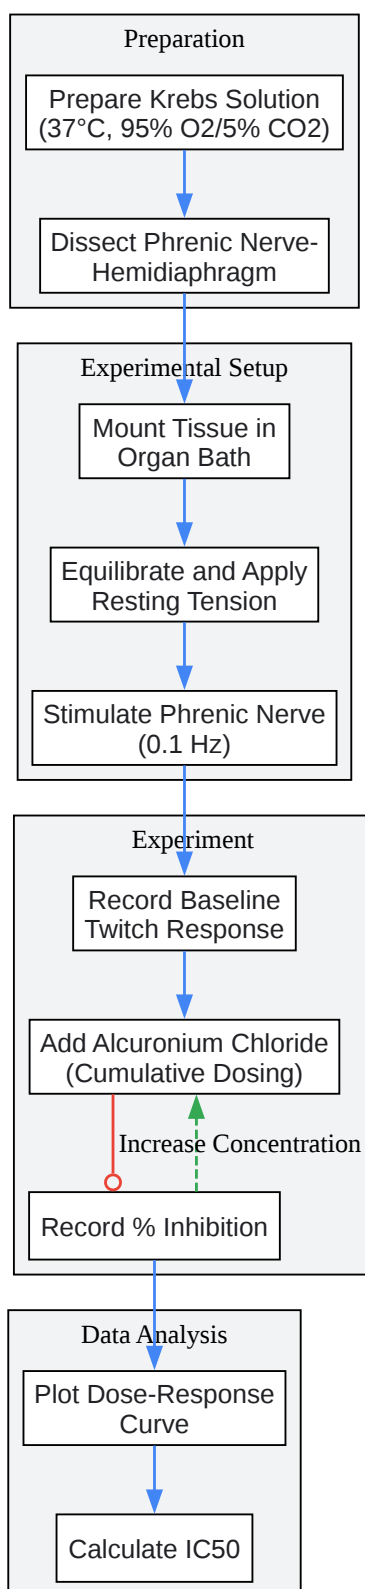 Preparation
Prepare Krebs Solution
(37°C, 95% O2/5% CO2)
Dissect Phrenic Nerve-
Hemidiaphragm
Experimental Setup
Mount Tissue in
Organ Bath
Equilibrate and Apply
Resting Tension
Stimulate Phrenic Nerve
(0.1 Hz)
Experiment
Record Baseline
Twitch Response
Add Alcuronium Chloride
(Cumulative Dosing)
Increase Concentration
Record % Inhibition
Data Analysis
Plot Dose-Response
Curve
Calculate IC50